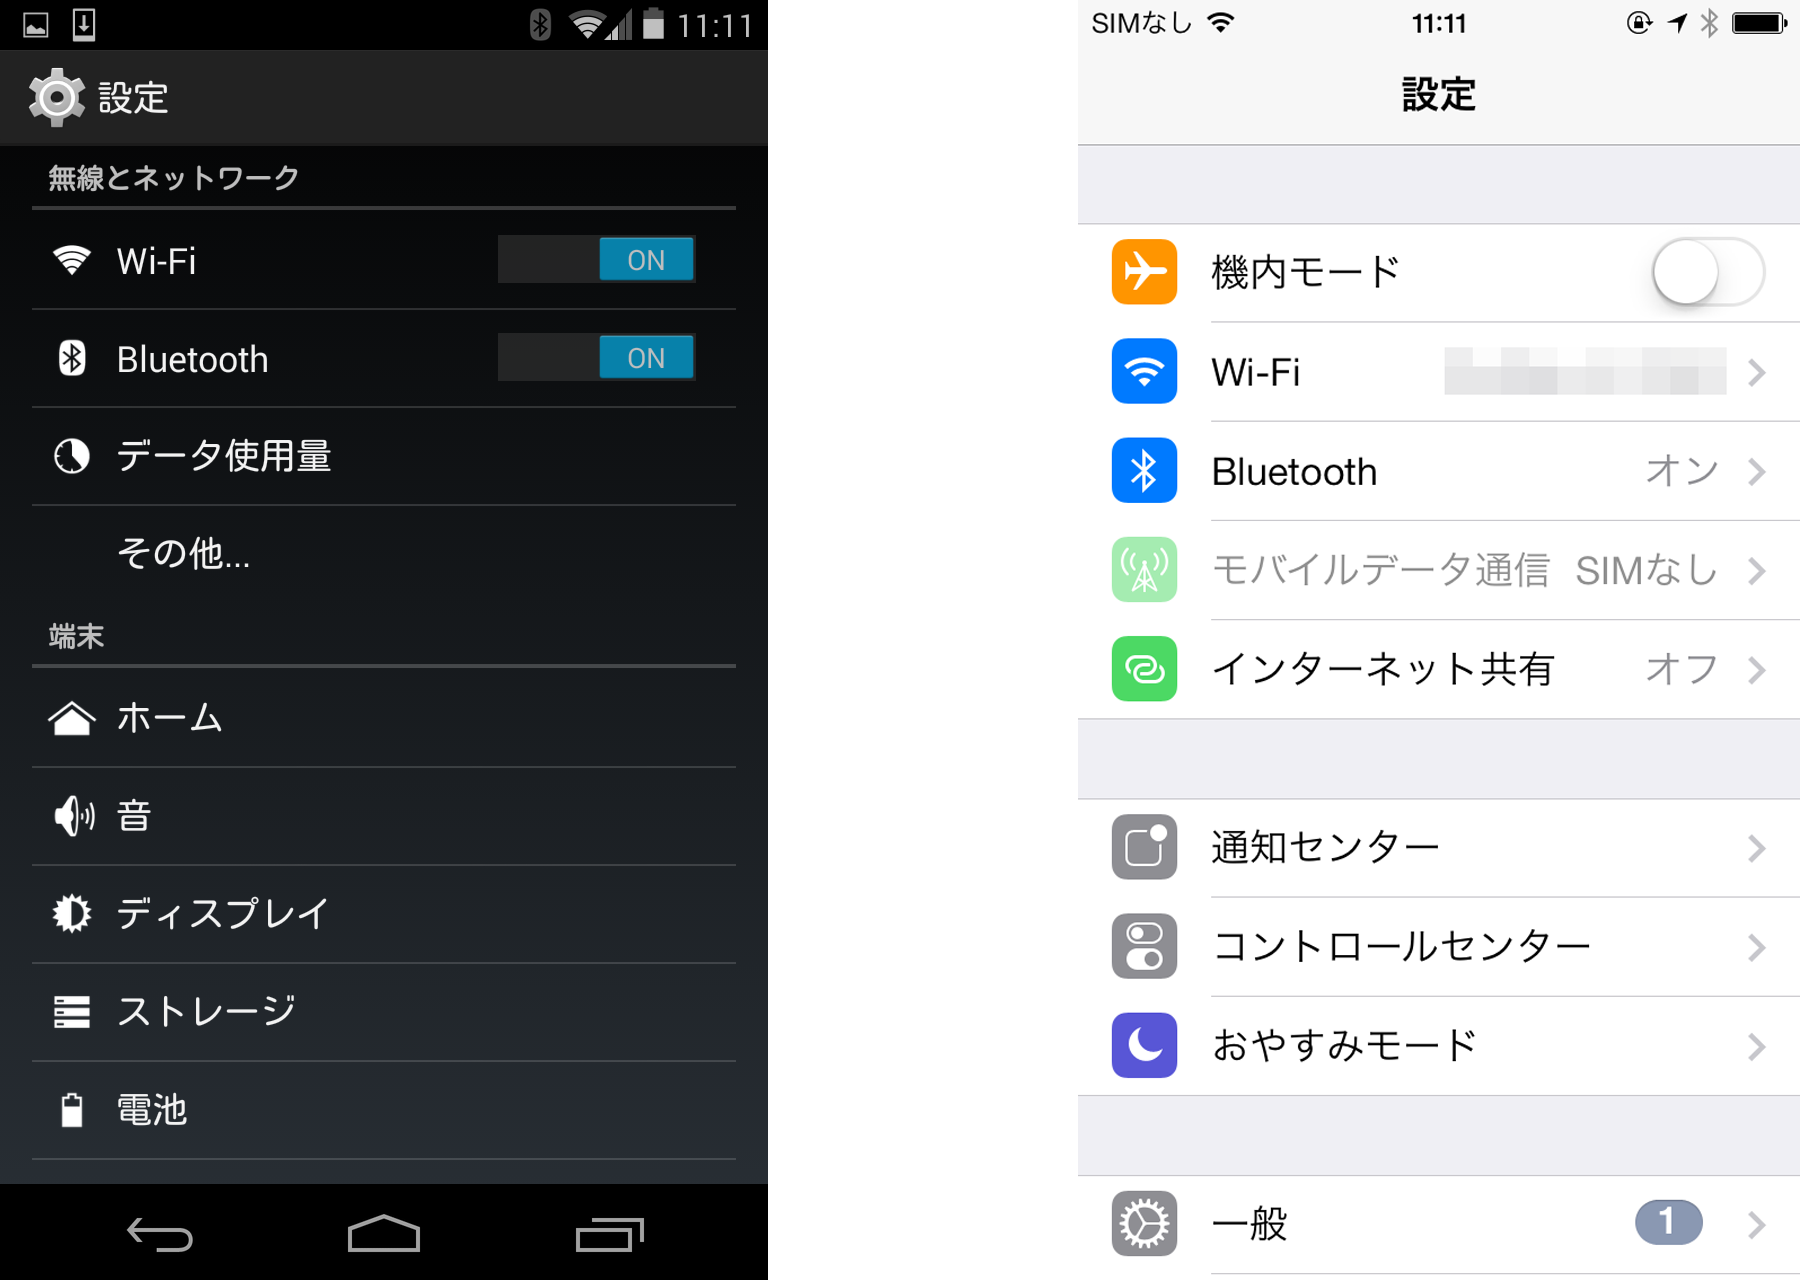 11:11
設定
無線とネットワーク
Wi-Fi ON
Bluetooth ON
データ使用量
その他...
端末
ホーム
音
ディスプレイ
ストレージ
電池
SIMなし 11:11
設定
機内モード
Wi-Fi
Bluetooth オン
モバイルデータ通信 SIMなし
インターネット共有 オフ
通知センター
コントロールセンター
おやすみモード
一般 1